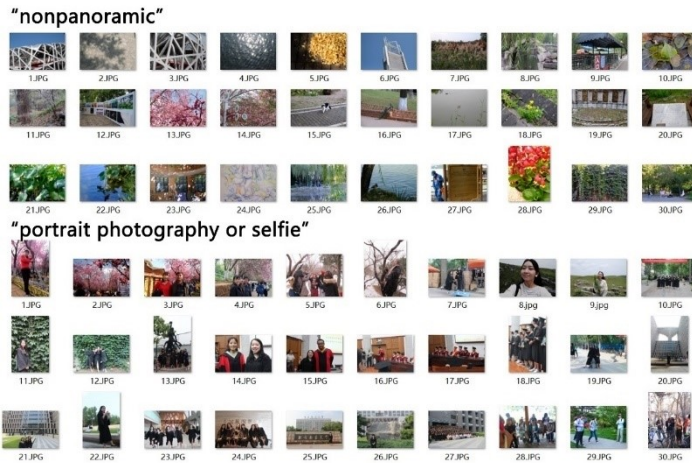 “nonpanoramic”
1.JPG 2.JPG 3.JPG 4.JPG 5.JPG 6.JPG 7.JPG 8.JPG 9.JPG 10.JPG
11.JPG 12.JPG 13.JPG 14.JPG 15.JPG 16.JPG 17.JPG 18.JPG 19.JPG 20.JPG
21.JPG 22.JPG 23.JPG 24.JPG 25.JPG 26.JPG 27.JPG 28.JPG 29.JPG 30.JPG
“portrait photography or selfie”
1.JPG 2.JPG 3.JPG 4.JPG 5.JPG 6.JPG 7.JPG 8.jpg 9.jpg 10.JPG
11.JPG 12.JPG 13.JPG 14.JPG 15.JPG 16.JPG 17.JPG 18.JPG 19.JPG 20.JPG
21.JPG 22.JPG 23.JPG 24.JPG 25.JPG 26.JPG 27.JPG 28.JPG 29.JPG 30.JPG